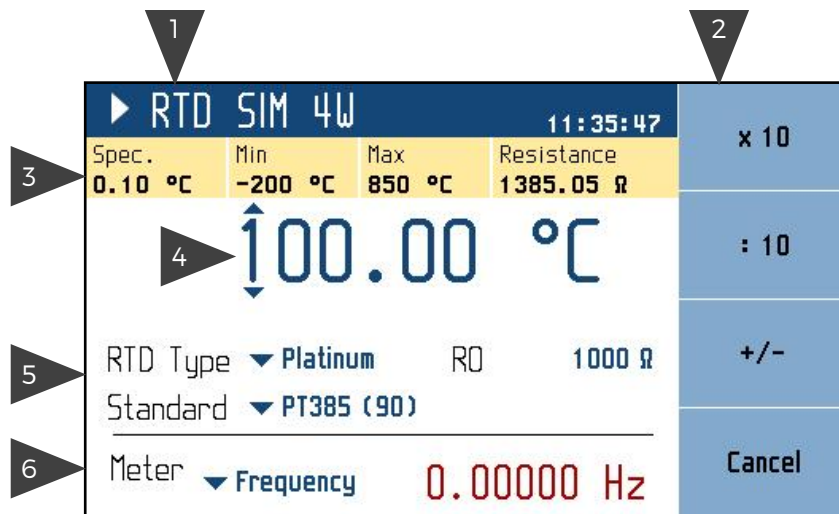 1
2
RTD SIM 4W 11:35:47
x 10
3
Spec. Min Max Resistance
0.10 °C -200 °C 850 °C 1385.05 Ω
4
100.00 °C
: 10
5
RTD Type Platinum R0 1000 Ω
+/-
Standard PT385 (90)
6
Meter Frequency 0.00000 Hz
Cancel